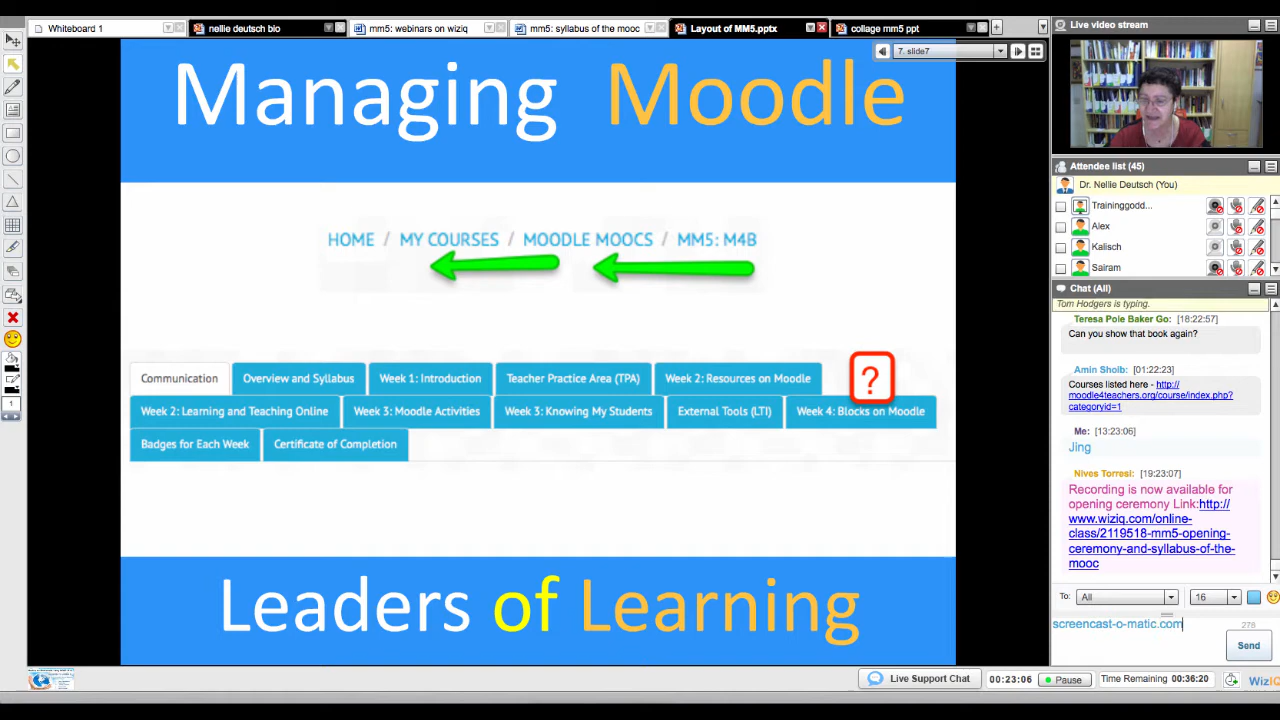 Whiteboard 1
nellie deutsch bio
mm5: webinars on wiziq
mm5: syllabus of the mooc
Layout of MM5.pptx
collage mm5 ppt
7. slide7
Managing Moodle
HOME / MY COURSES / MOODLE MOOCS / MM5: M4B
Communication
Overview and Syllabus
Week 1: Introduction
Teacher Practice Area (TPA)
Week 2: Resources on Moodle
?
Week 2: Learning and Teaching Online
Week 3: Moodle Activities
Week 3: Knowing My Students
External Tools (LTI)
Week 4: Blocks on Moodle
Badges for Each Week
Certificate of Completion
Leaders of Learning
1
Live video stream
Attendee list (45)
Dr. Nellie Deutsch (You)
Traininggodd...
Alex
Kalisch
Sairam
Chat (All)
Tom Hodgers is typing.
Teresa Pole Baker Go: [18:22:57]
Can you show that book again?
Amin Shoib: [01:22:23]
Courses listed here - http://
moodle4teachers.org/course/index.php?
categoryid=1
Me: [13:23:06]
Jing
Nives Torresi: [19:23:07]
Recording is now available for
opening ceremony Link:http://
www.wiziq.com/online-
class/2119518-mm5-opening-
ceremony-and-syllabus-of-the-
mooc
To: All 16
screencast-o-matic.com
278
Send
Live Support Chat
00:23:06
Pause
Time Remaining 00:36:20
WizIQ